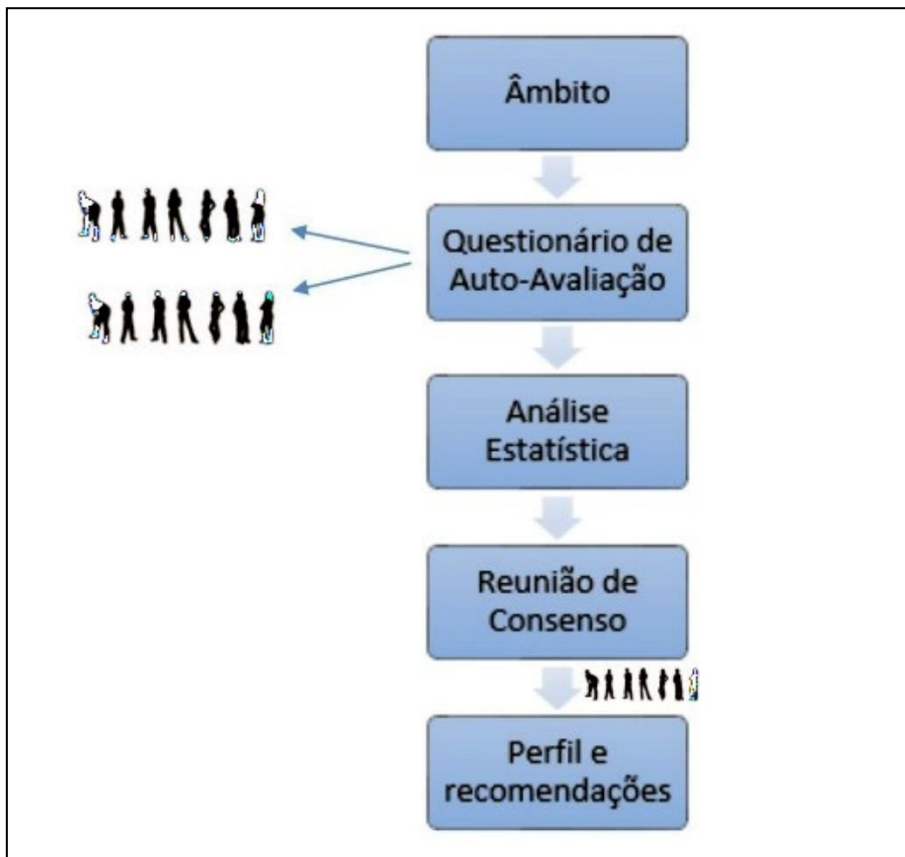 Âmbito
Questionário de
Auto-Avaliação
Análise
Estatística
Reunião de
Consenso
Perfil e
recomendações